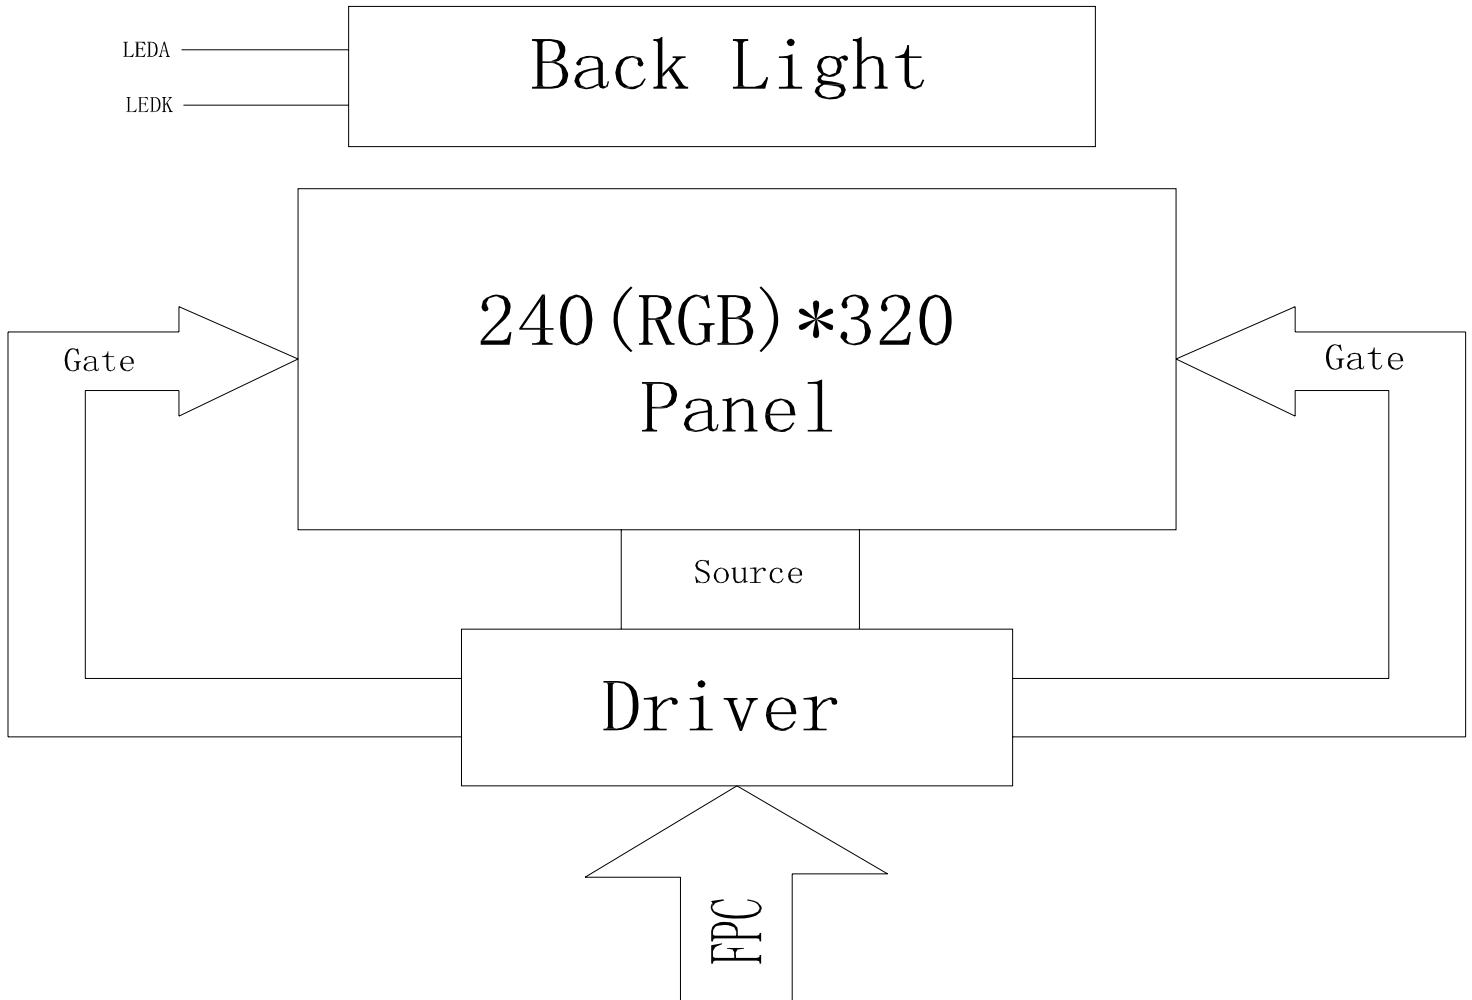 LEDA
LEDK
Back Light
240(RGB)*320
Panel
Gate
Gate
Source
Driver
FPC